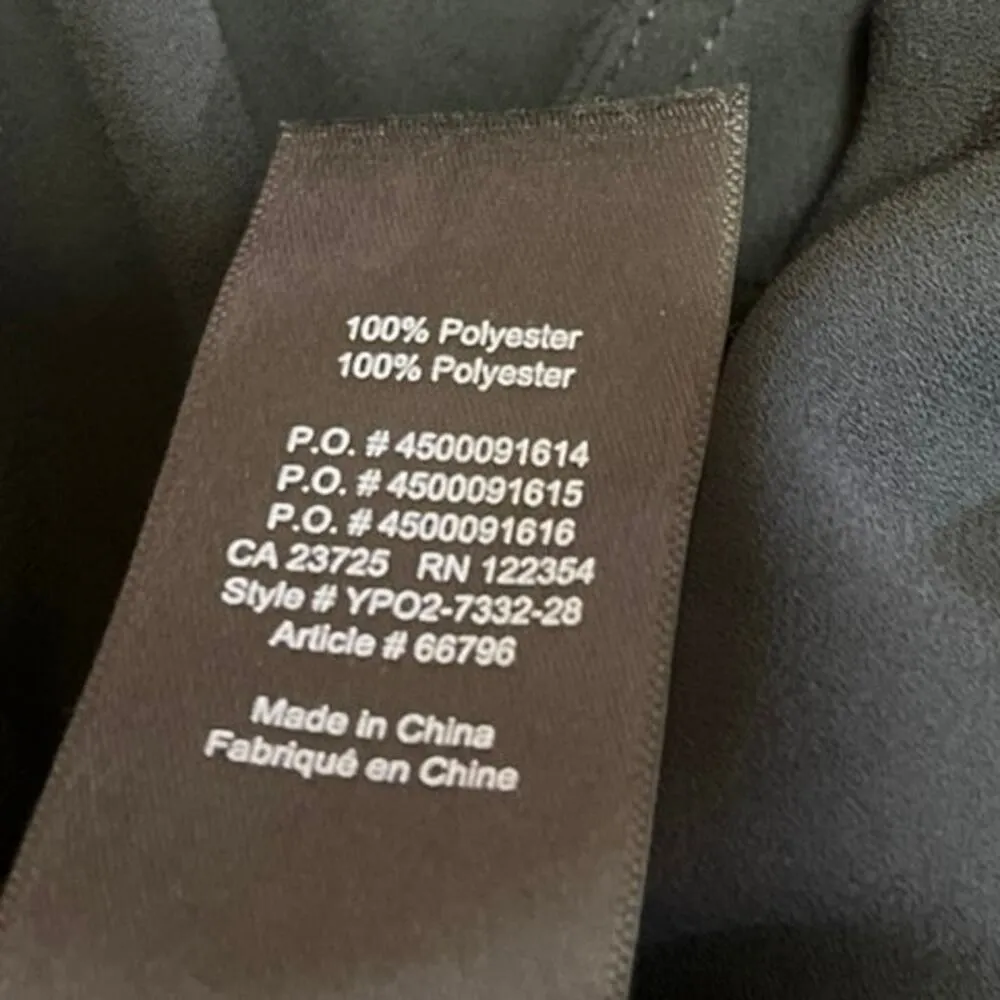 100% Polyester
100% Polyester
P.O. # 4500091614
P.O. # 4500091615
P.O. # 4500091616
CA 23725 RN 122354
Style # YPO2-7332-28
Article # 66796
Made in China
Fabriqué en Chine